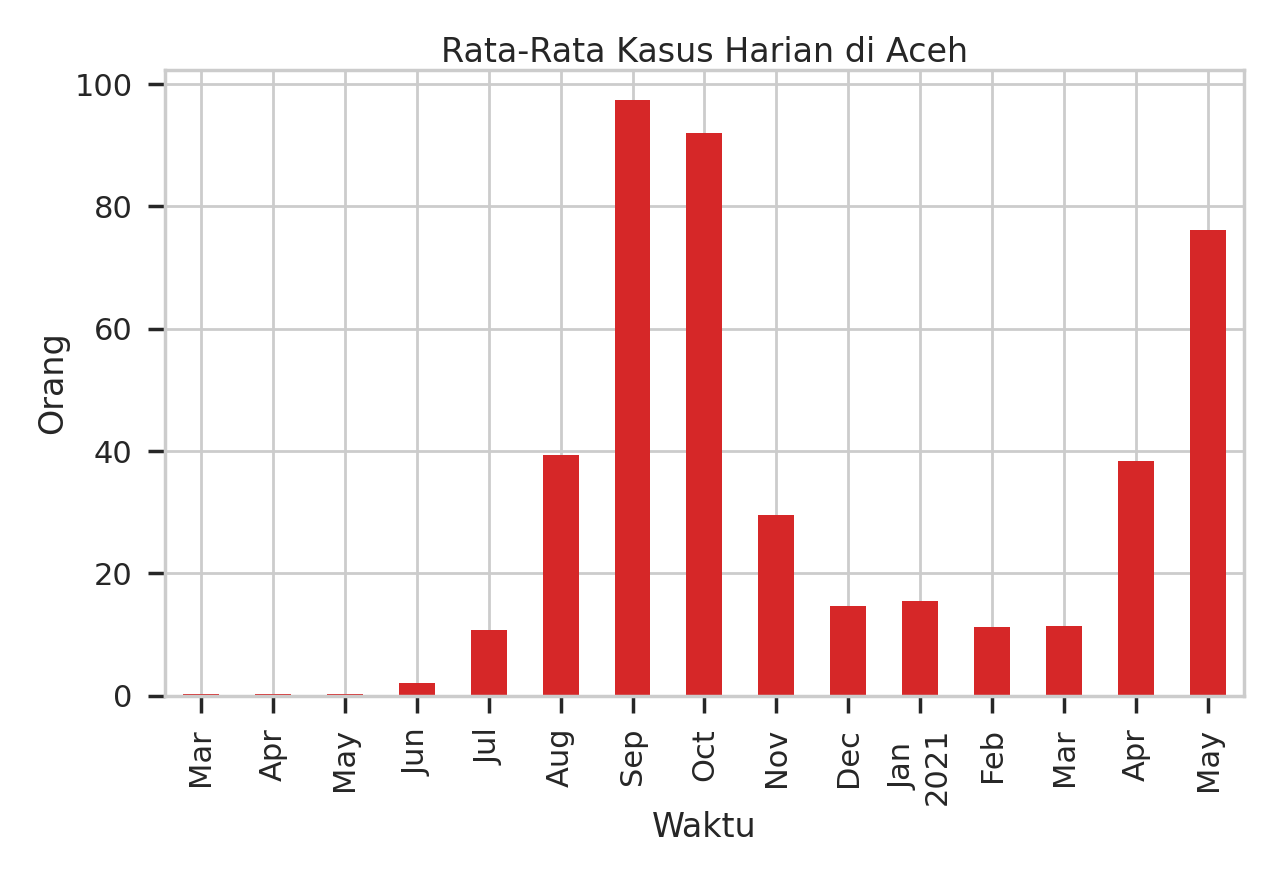 Rata-Rata Kasus Harian di Aceh
100
80
60
40
20
0
Orang
Mar
Apr
May
Jun
Jul
Aug
Sep
Oct
Nov
Dec
Jan
2021
Feb
Mar
Apr
May
Waktu